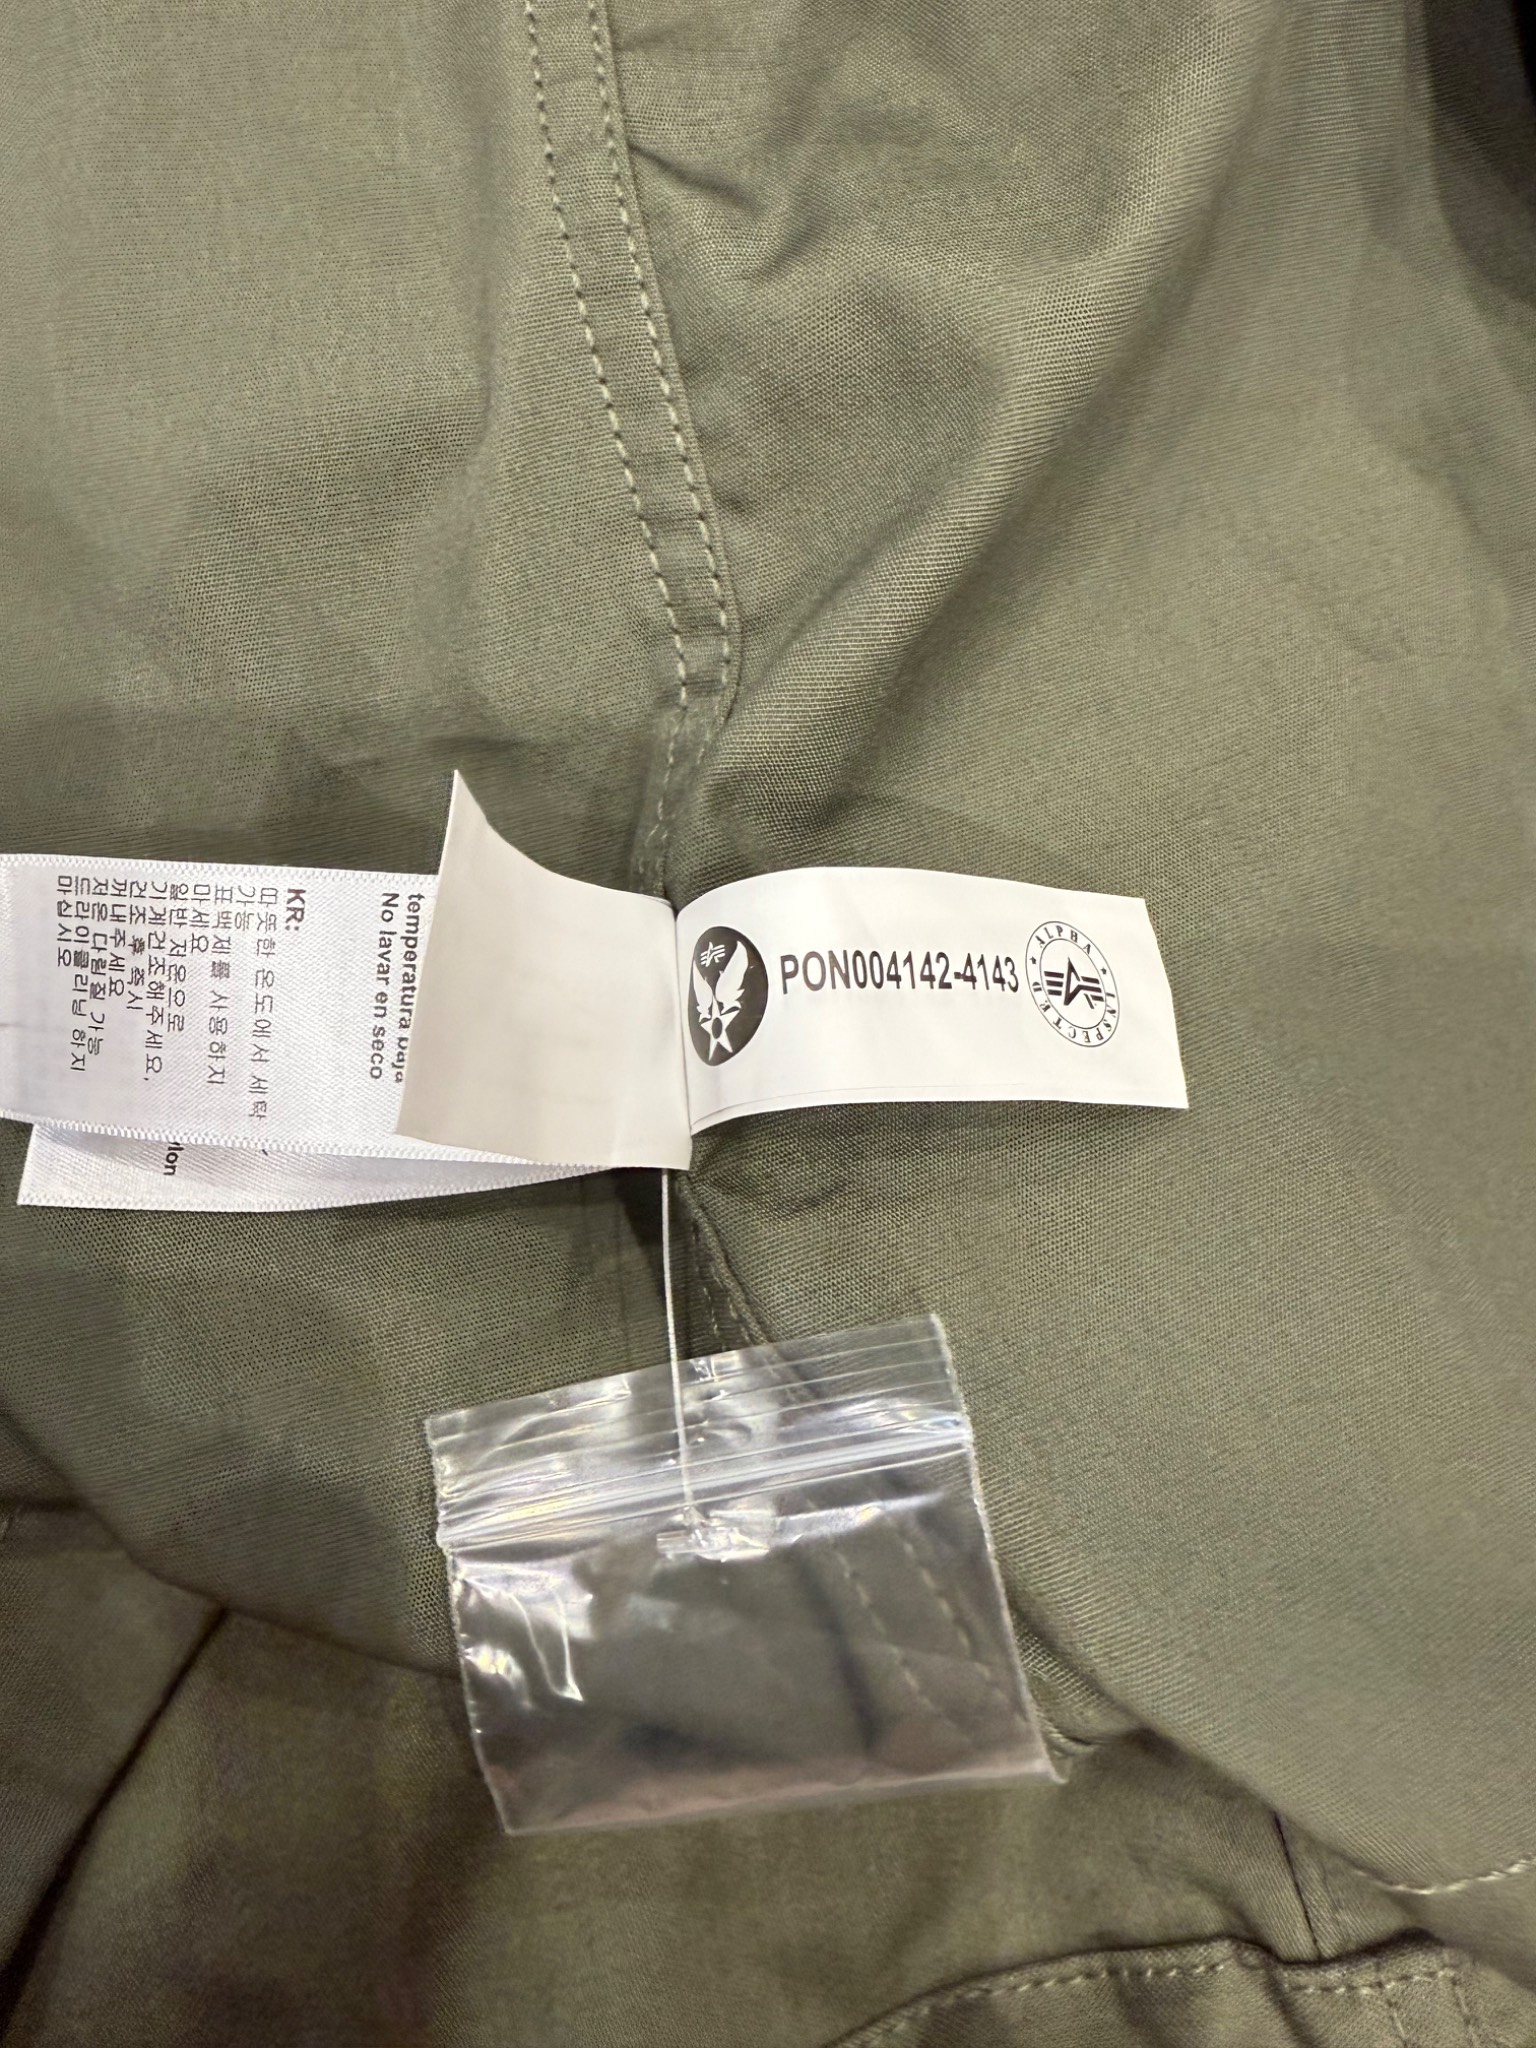 PON004142-4143
ALPHA
INSPECTED
temperatura baja
No lavar en seco
KR:
따뜻한 온도에서 세탁
가능
표백제를 사용하지
마세요
일반 저온으로
기계건조해주세요,
건조 후 즉시
꺼내주세요
저온 다림질 가능
드라이클리닝 하지
마십시오